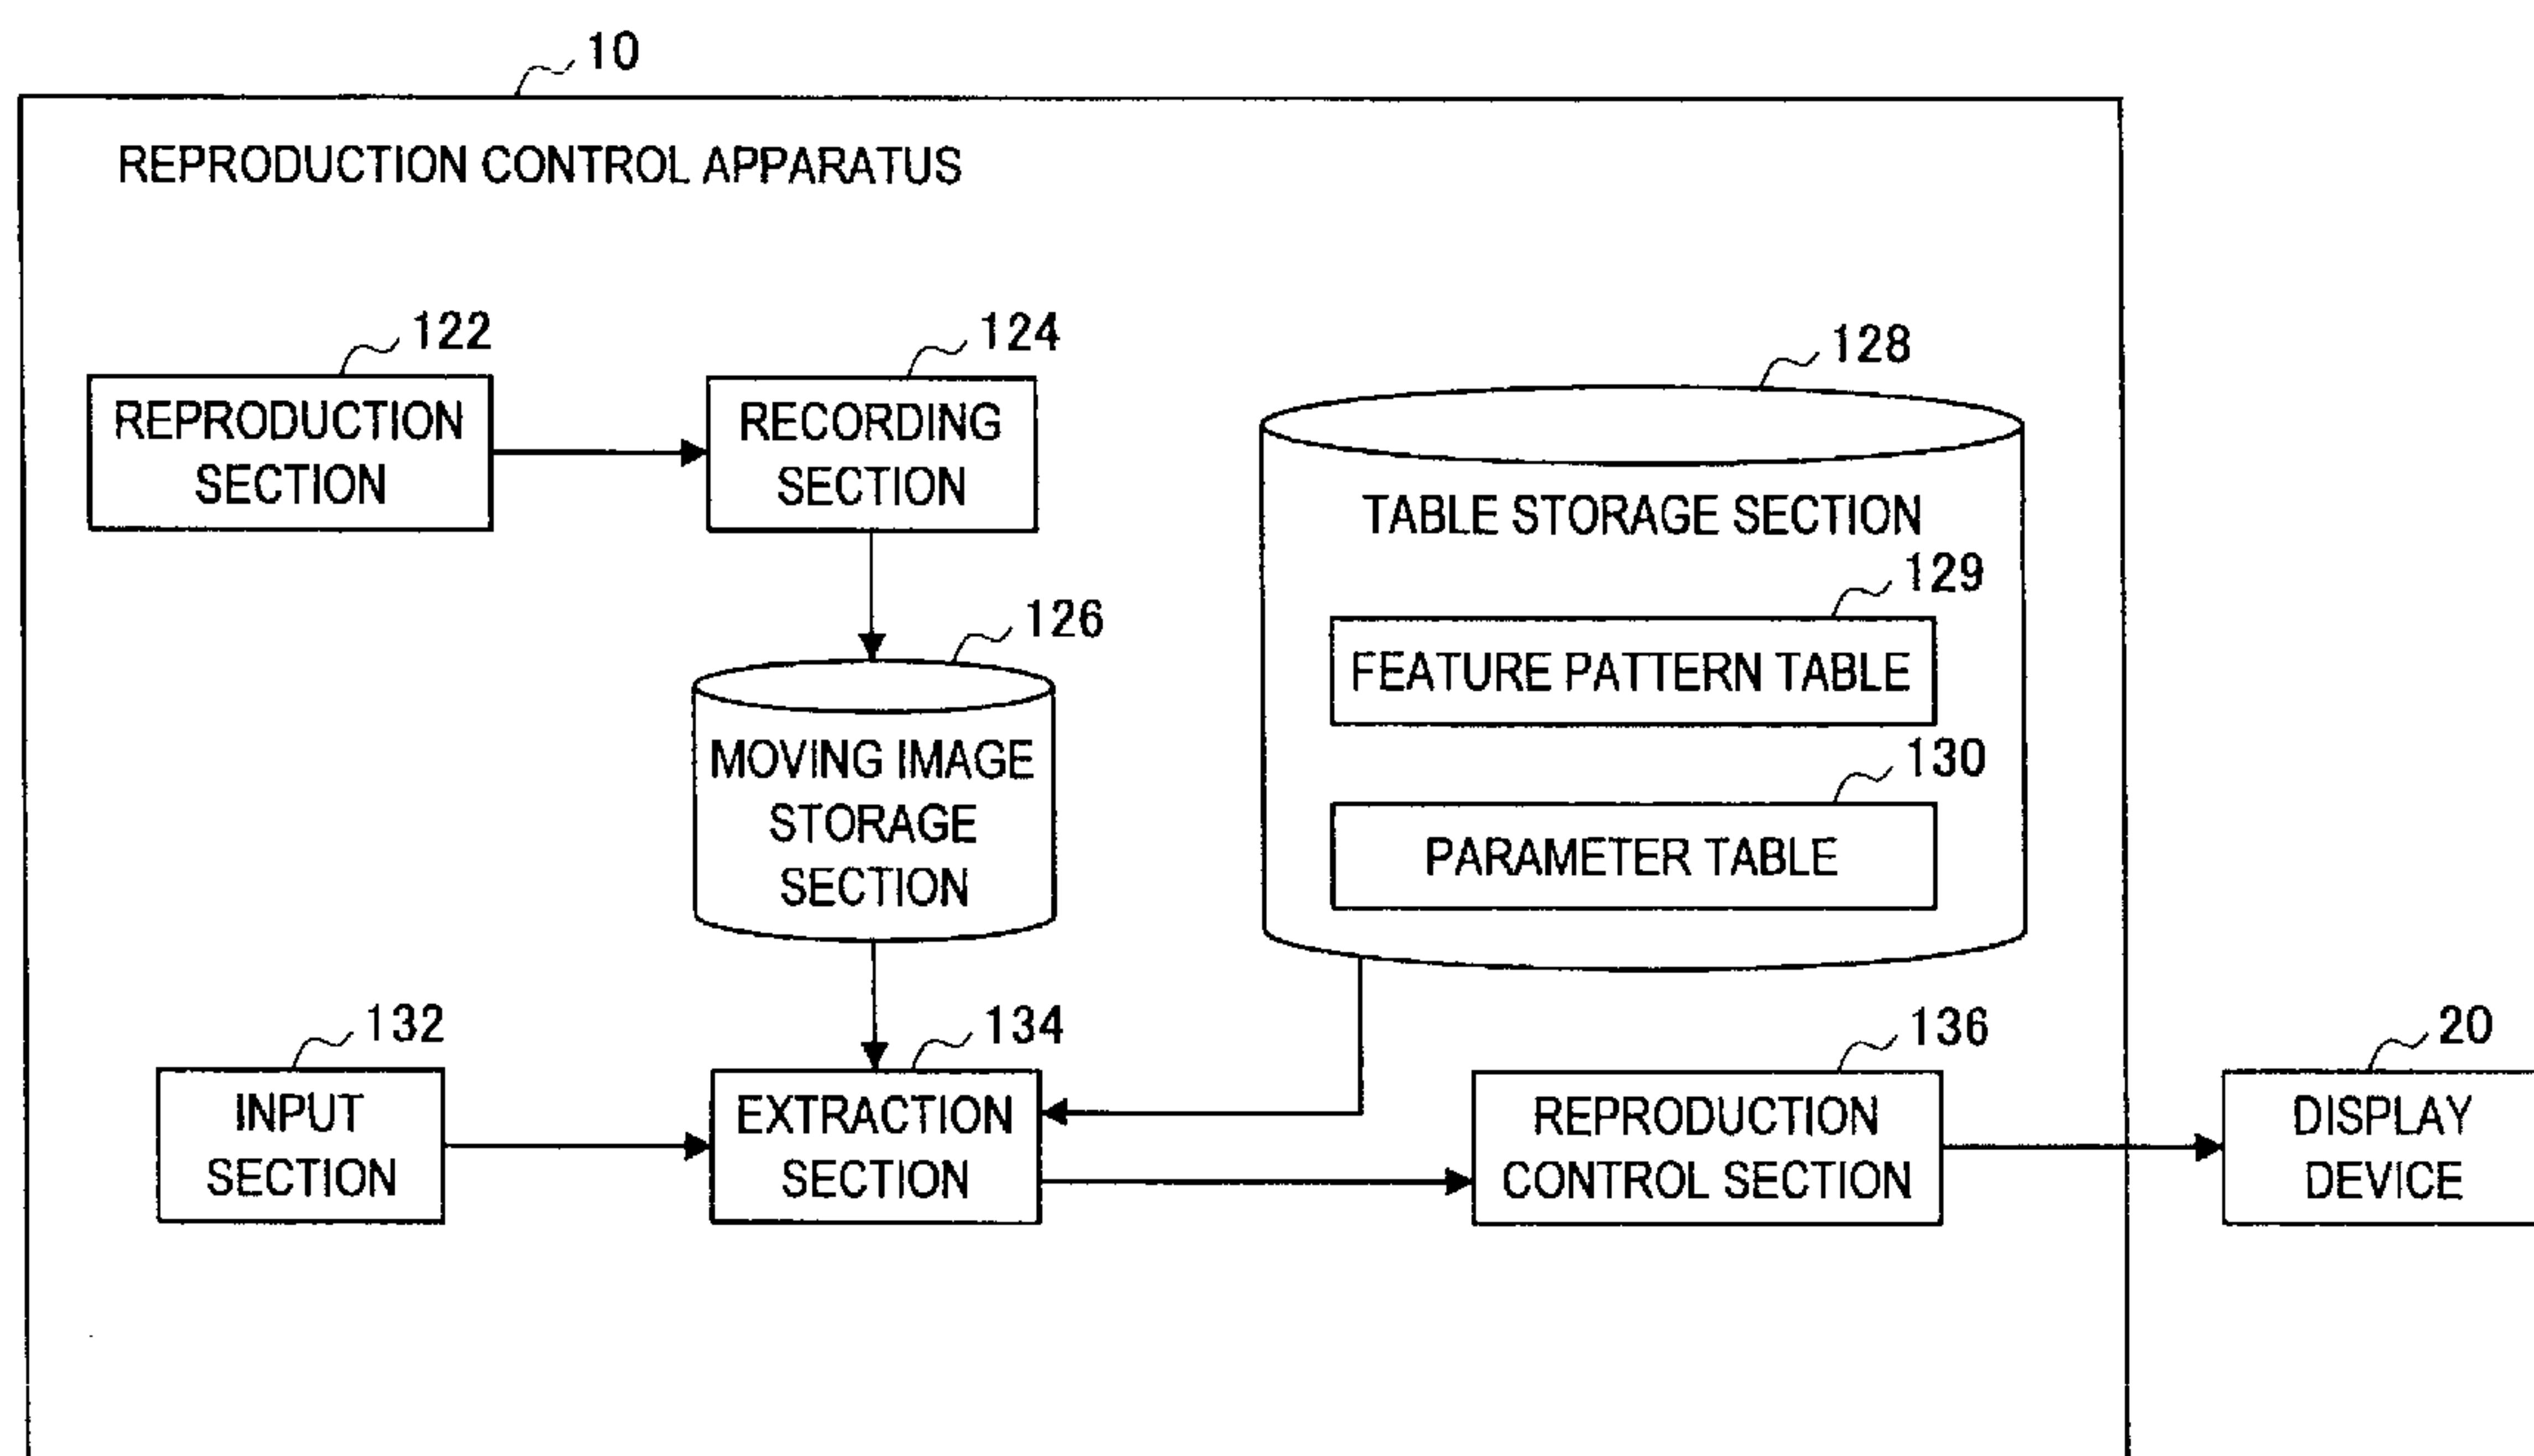 10
REPRODUCTION CONTROL APPARATUS
122
REPRODUCTION
SECTION
124
RECORDING
SECTION
128
TABLE STORAGE SECTION
129
FEATURE PATTERN TABLE
130
PARAMETER TABLE
126
MOVING IMAGE
STORAGE
SECTION
132
INPUT
SECTION
134
EXTRACTION
SECTION
136
REPRODUCTION
CONTROL SECTION
20
DISPLAY
DEVICE